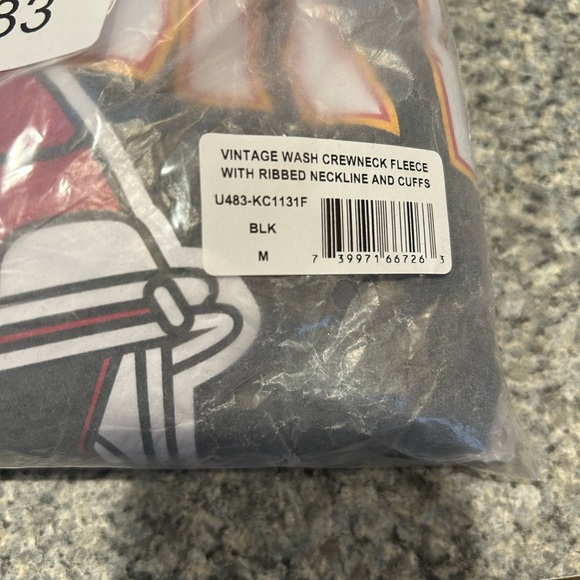 33
VINTAGE WASH CREWNECK FLEECE
WITH RIBBED NECKLINE AND CUFFS
U483-KC1131F
BLK
M
7 39971 66726 3